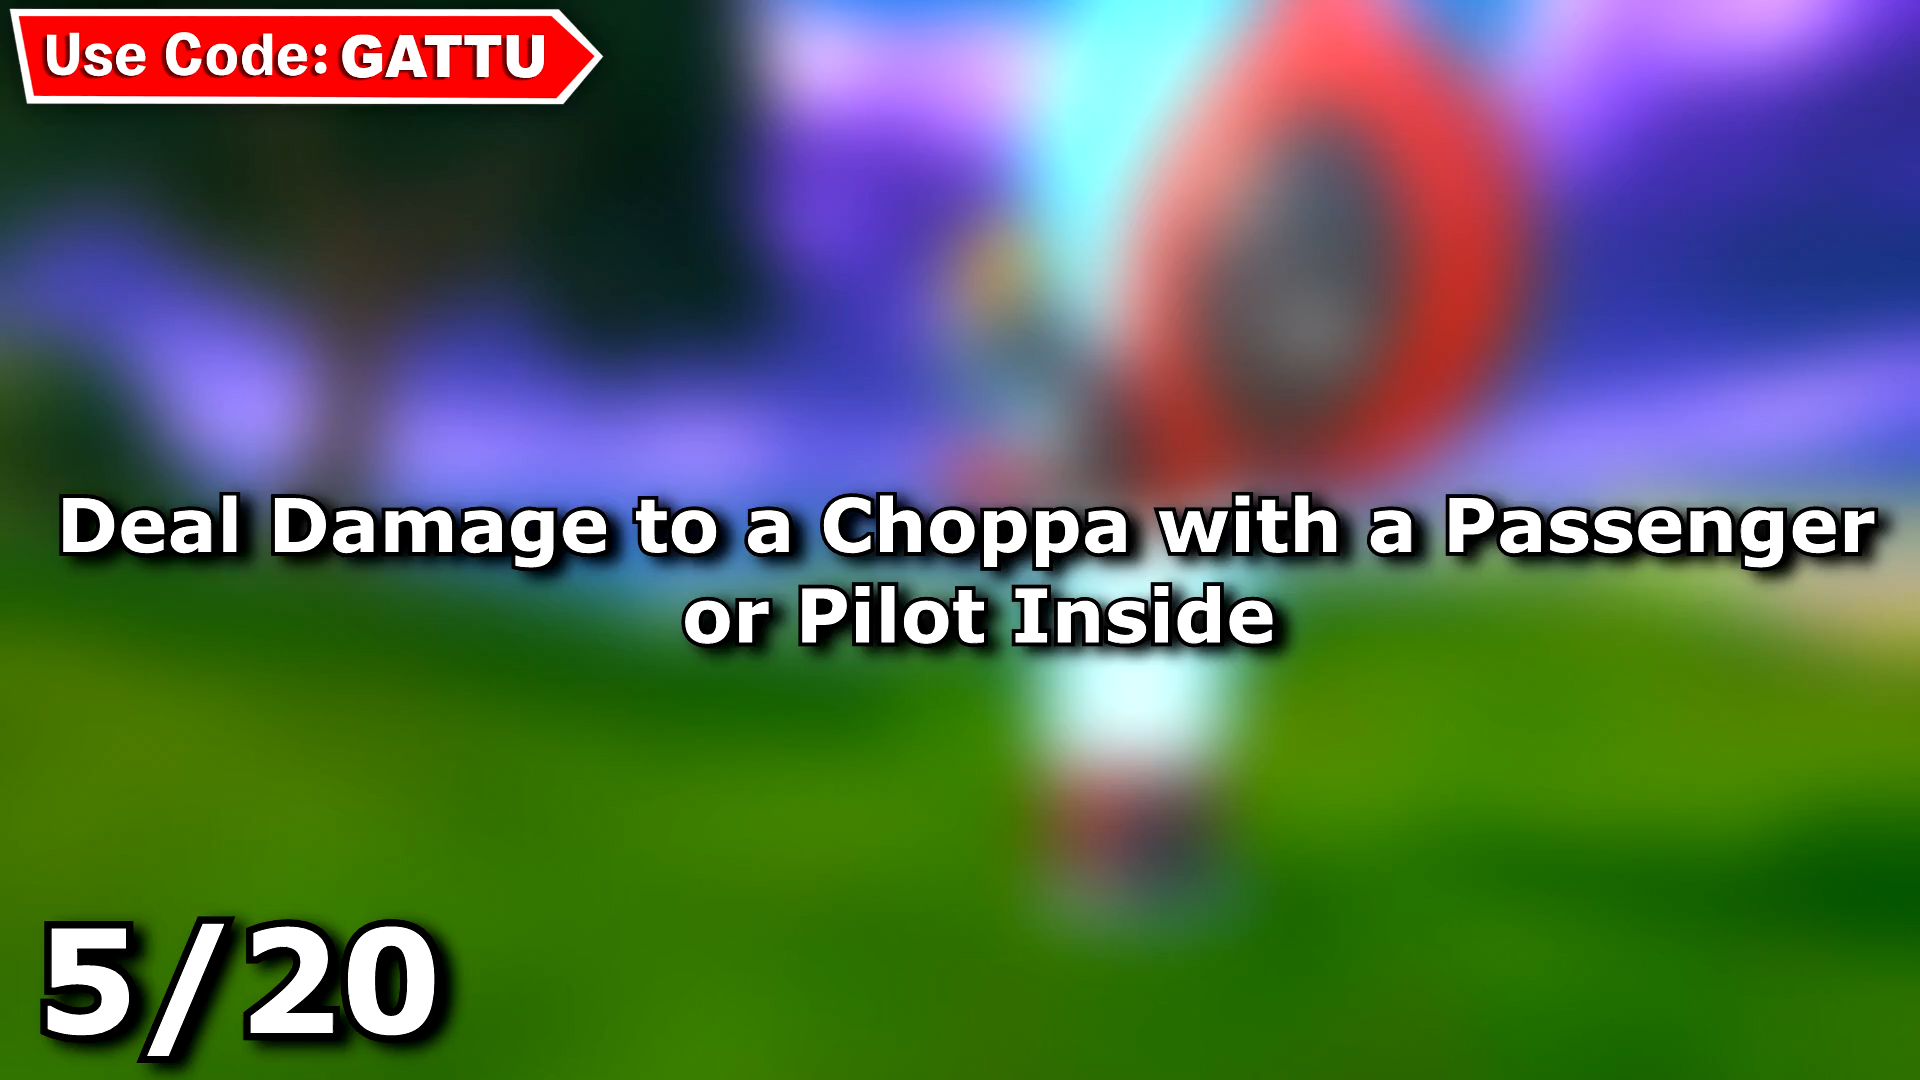 Use Code: GATTU
Deal Damage to a Choppa with a Passenger
or Pilot Inside
5/20